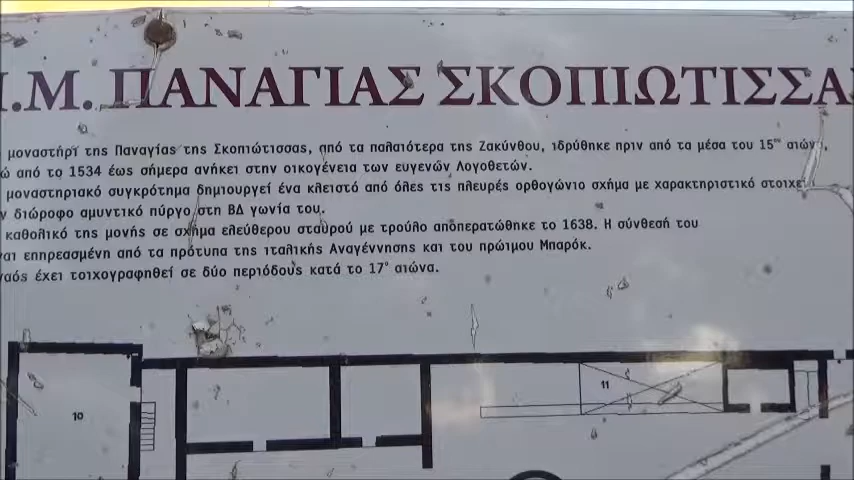 Ι.Μ. ΠΑΝΑΓΙΑΣ ΣΚΟΠΙΩΤΙΣΣΑ
μοναστήρι της Παναγίας της Σκοπιώτισσας, από τα παλαιότερα της Ζακύνθου, ιδρύθηκε πριν από τα μέσα του 15ου αιών
ώ από το 1534 έως σήμερα ανήκει στην οικογένεια των ευγενών Λογοθετών.
μοναστηριακό συγκρότημα δημιουργεί ένα κλειστό από όλες τις πλευρές ορθογώνιο σχήμα με χαρακτηριστικό στοιχε
ν διώροφο αμυντικό πύργο στη ΒΔ γωνία του.
καθολικό της μονής σε σχήμα ελεύθερου σταυρού με τρούλο αποπερατώθηκε το 1638. Η σύνθεσή του
ναι επηρεασμένη από τα πρότυπα της ιταλικής Αναγέννησης και του πρώιμου Μπαρόκ.
ναός έχει τοιχογραφηθεί σε δύο περιόδους κατά το 17ο αιώνα.
10
11